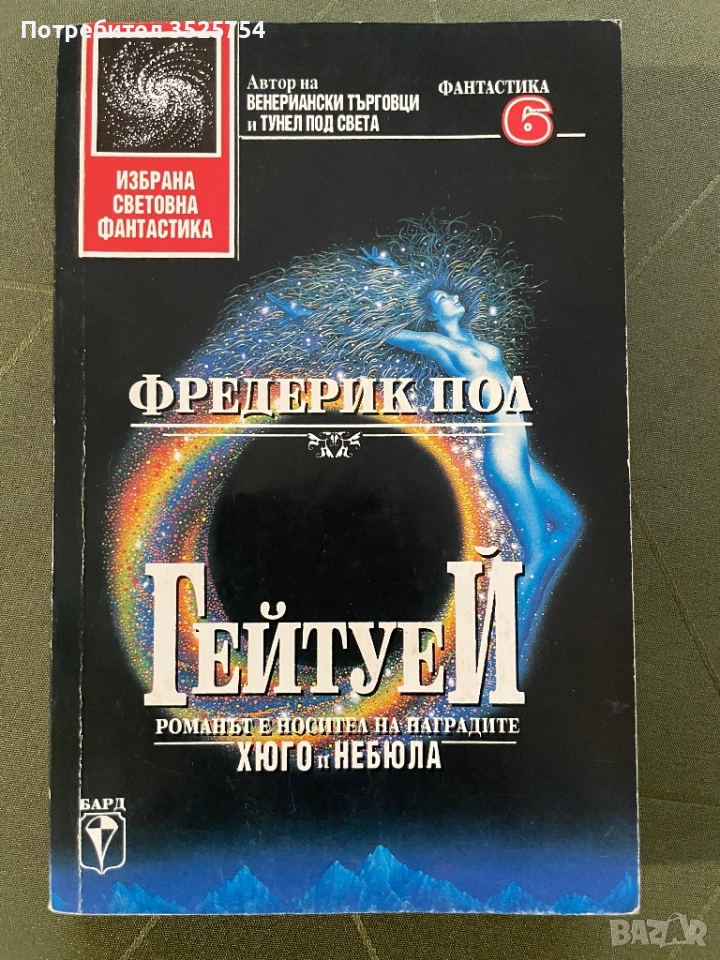 Потребител 3525754
Автор на
ВЕНЕРИАНСКИ ТЪРГОВЦИ
и ТУНЕЛ ПОД СВЕТА
ФАНТАСТИКА
6
ИЗБРАНА
СВЕТОВНА
ФАНТАСТИКА
ФРЕДЕРИК ПОЛ
ГЕЙТУЕЙ
РОМАНЪТ Е НОСИТЕЛ НА НАГРАДИТЕ
ХЮГО и НЕБЮЛА
БАРД
BAZAR